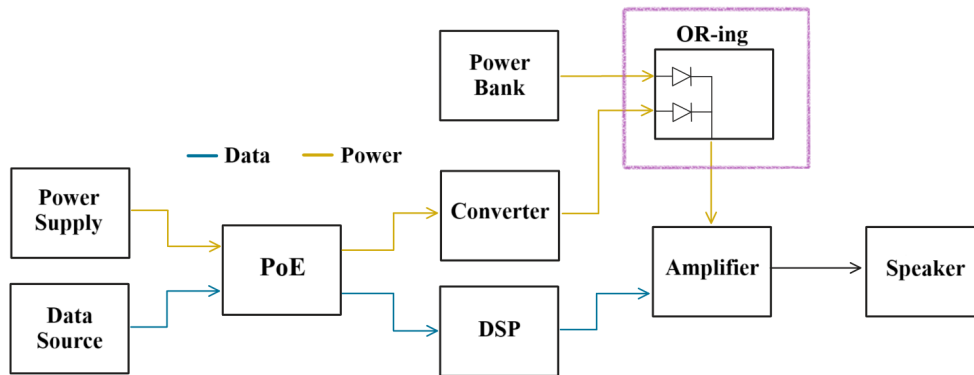 OR-ing
Power
Bank
Data
Power
Power
Supply
Converter
PoE
Amplifier
Speaker
Data
Source
DSP